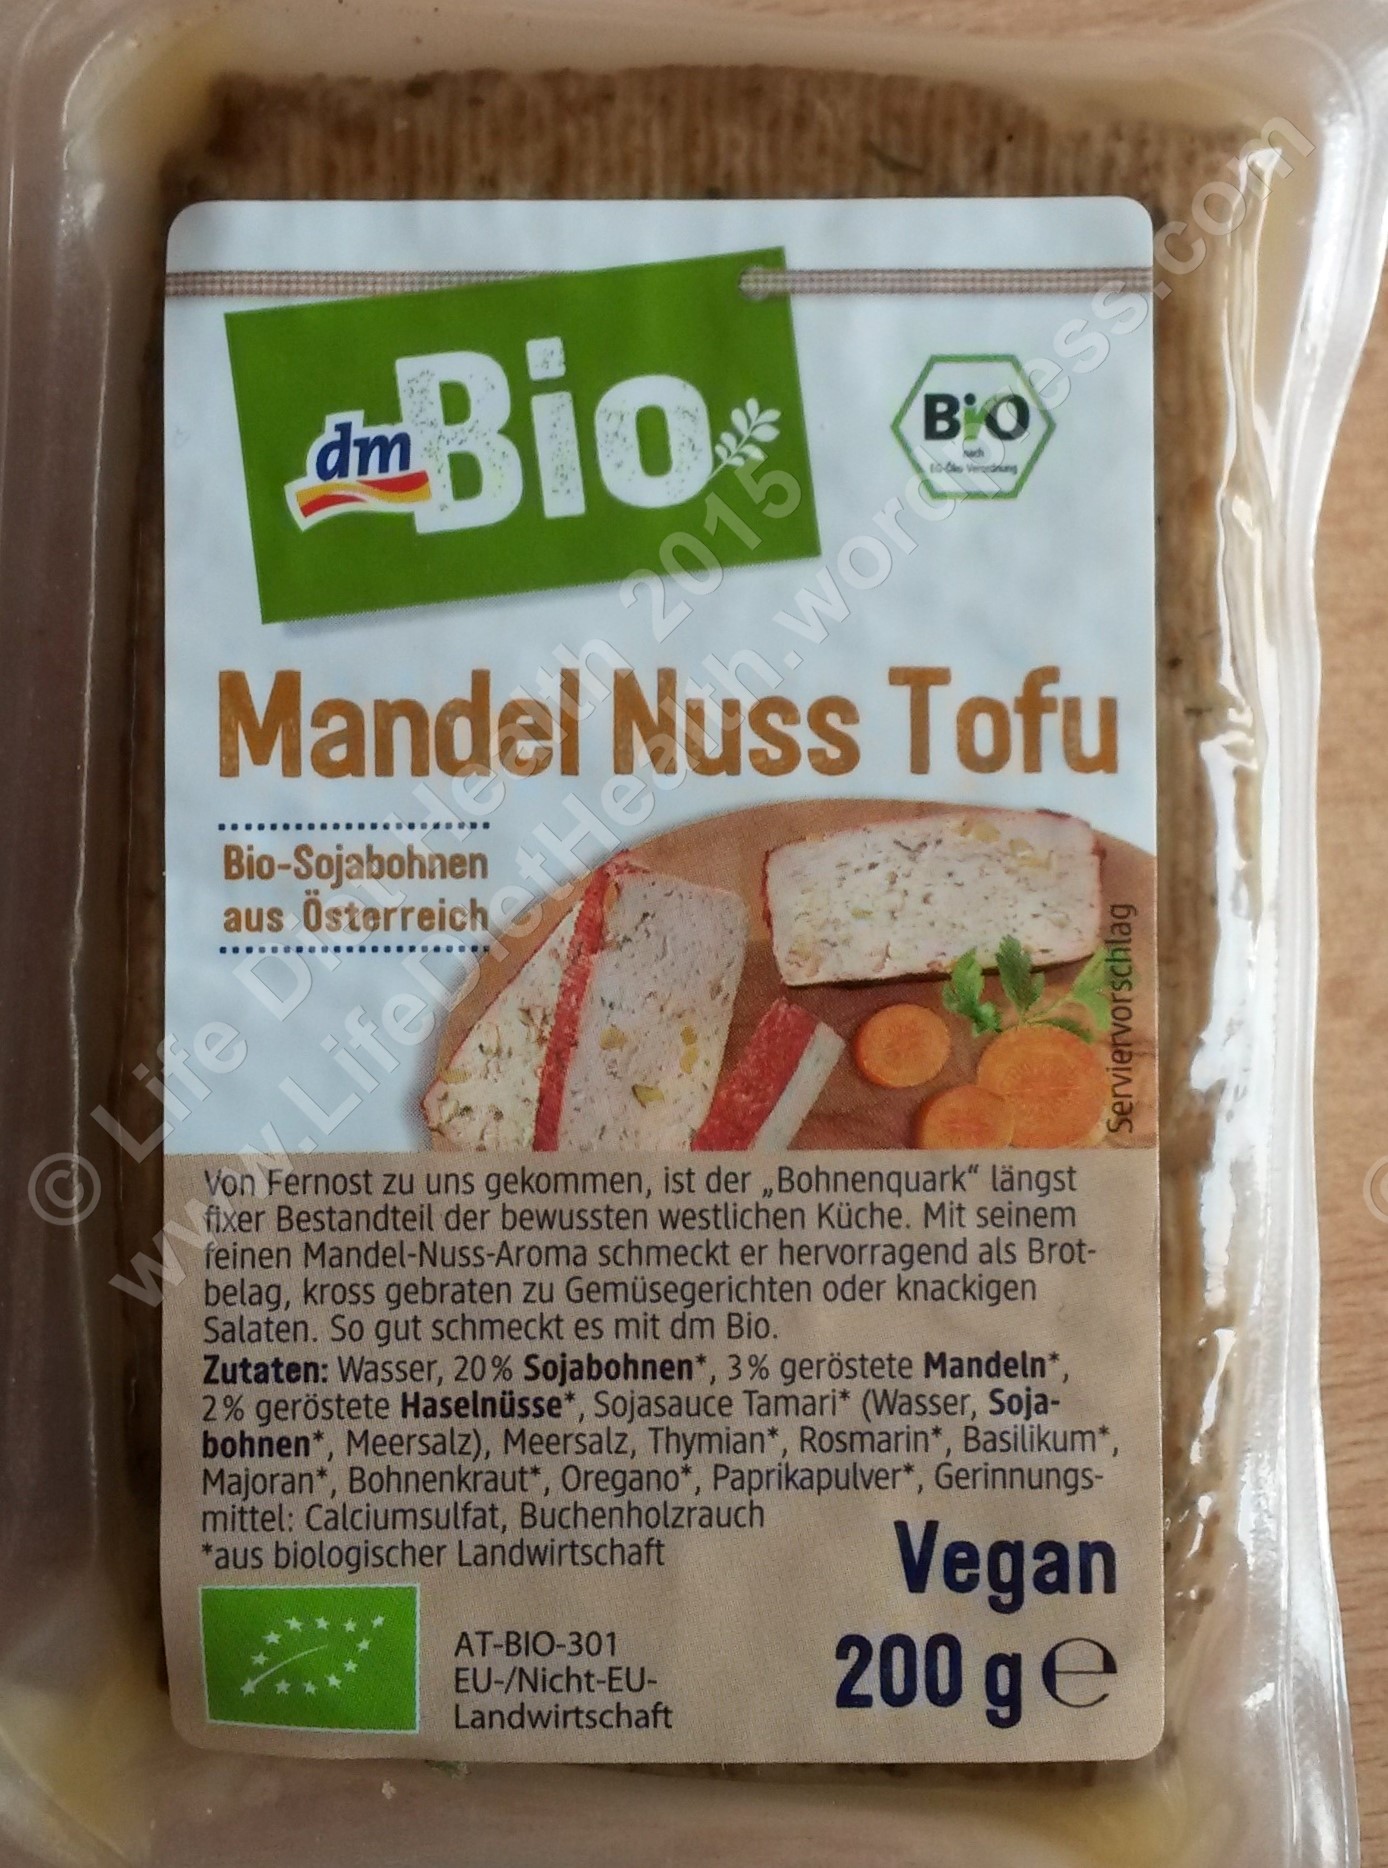 dm Bio
BiO
nach
EG-Öko-Verordnung
Mandel Nuss Tofu
Bio-Sojabohnen
aus Österreich
Serviervorschlag
Von Fernost zu uns gekommen, ist der „Bohnenquark“ längst
fixer Bestandteil der bewussten westlichen Küche. Mit seinem
feinen Mandel-Nuss-Aroma schmeckt er hervorragend als Brot-
belag, kross gebraten zu Gemüsegerichten oder knackigen
Salaten. So gut schmeckt es mit dm Bio.
Zutaten: Wasser, 20% Sojabohnen*, 3% geröstete Mandeln*,
2% geröstete Haselnüsse*, Sojasauce Tamari* (Wasser, Soja-
bohnen*, Meersalz), Meersalz, Thymian*, Rosmarin*, Basilikum*,
Majoran*, Bohnenkraut*, Oregano*, Paprikapulver*, Gerinnungs-
mittel: Calciumsulfat, Buchenholzrauch
*aus biologischer Landwirtschaft
Vegan
200 g e
AT-BIO-301
EU-/Nicht-EU-
Landwirtschaft
© Life Diet Health 2015
www.LifeDietHealth.wordpress.com
©